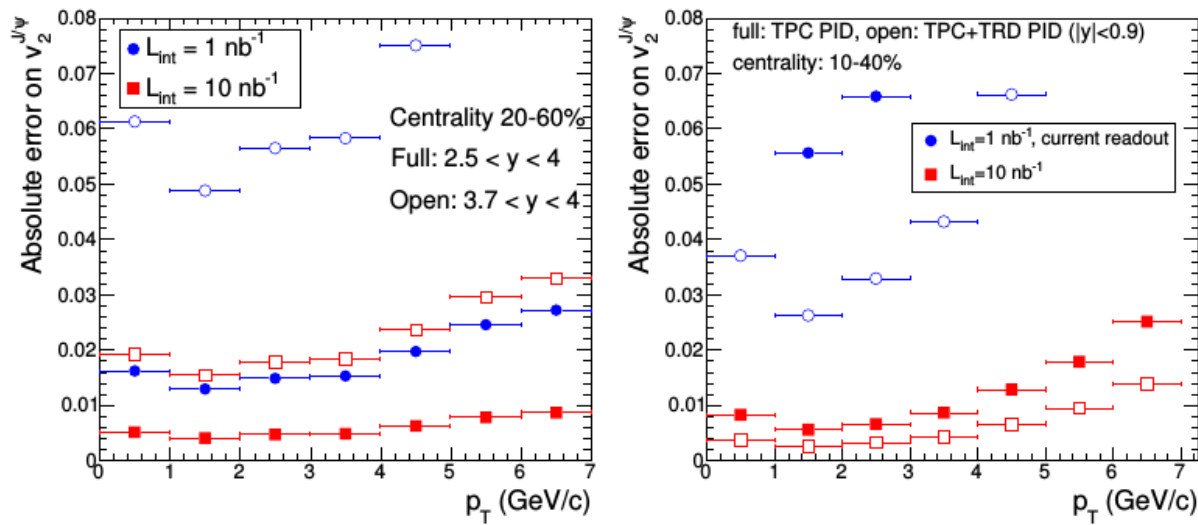 Absolute error on v₂^{J/ψ}
0.08
0.07
0.06
0.05
0.04
0.03
0.02
0.01
0
L_int = 1 nb⁻¹
L_int = 10 nb⁻¹
Centrality 20-60%
Full: 2.5 < y < 4
Open: 3.7 < y < 4
0 1 2 3 4 5 6 7
p_T (GeV/c)
Absolute error on v₂^{J/ψ}
0.08
0.07
0.06
0.05
0.04
0.03
0.02
0.01
0
full: TPC PID, open: TPC+TRD PID (|y|<0.9)
centrality: 10-40%
L_int=1 nb⁻¹, current readout
L_int=10 nb⁻¹
0 1 2 3 4 5 6 7
p_T (GeV/c)